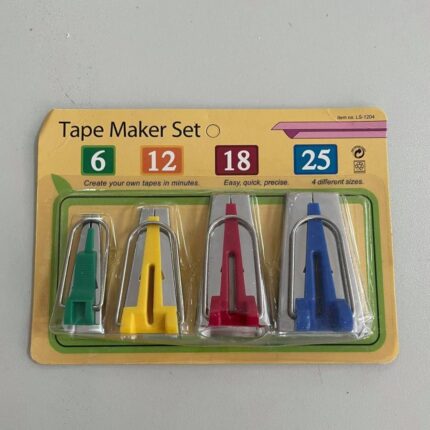 Item no: LS-1204
Tape Maker Set
6 12 18 25
Create your own tapes in minutes. Easy, quick, precise. 4 different sizes.